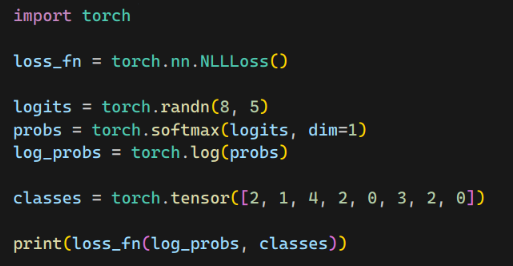 import torch
loss_fn = torch.nn.NLLLoss()
logits = torch.randn(8, 5)
probs = torch.softmax(logits, dim=1)
log_probs = torch.log(probs)
classes = torch.tensor([2, 1, 4, 2, 0, 3, 2, 0])
print(loss_fn(log_probs, classes))